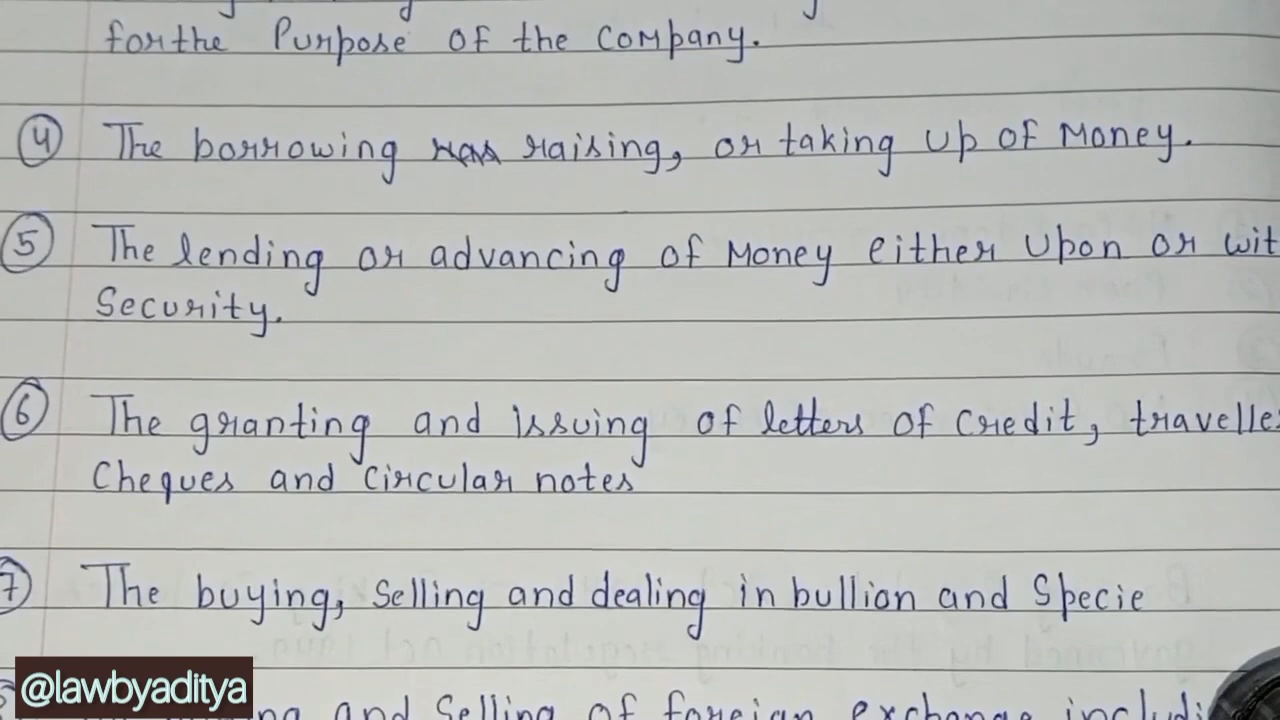 for the Purpose of the Company.
④ The borrowing raising, or taking up of Money.
⑤ The lending or advancing of Money either Upon or wit
Security.
⑥ The granting and issuing of letters of Credit, travelle
Cheques and Circular notes
7 The buying, Selling and dealing in bullion and Specie
@lawbyaditya
and Selling of foreign exchange includi